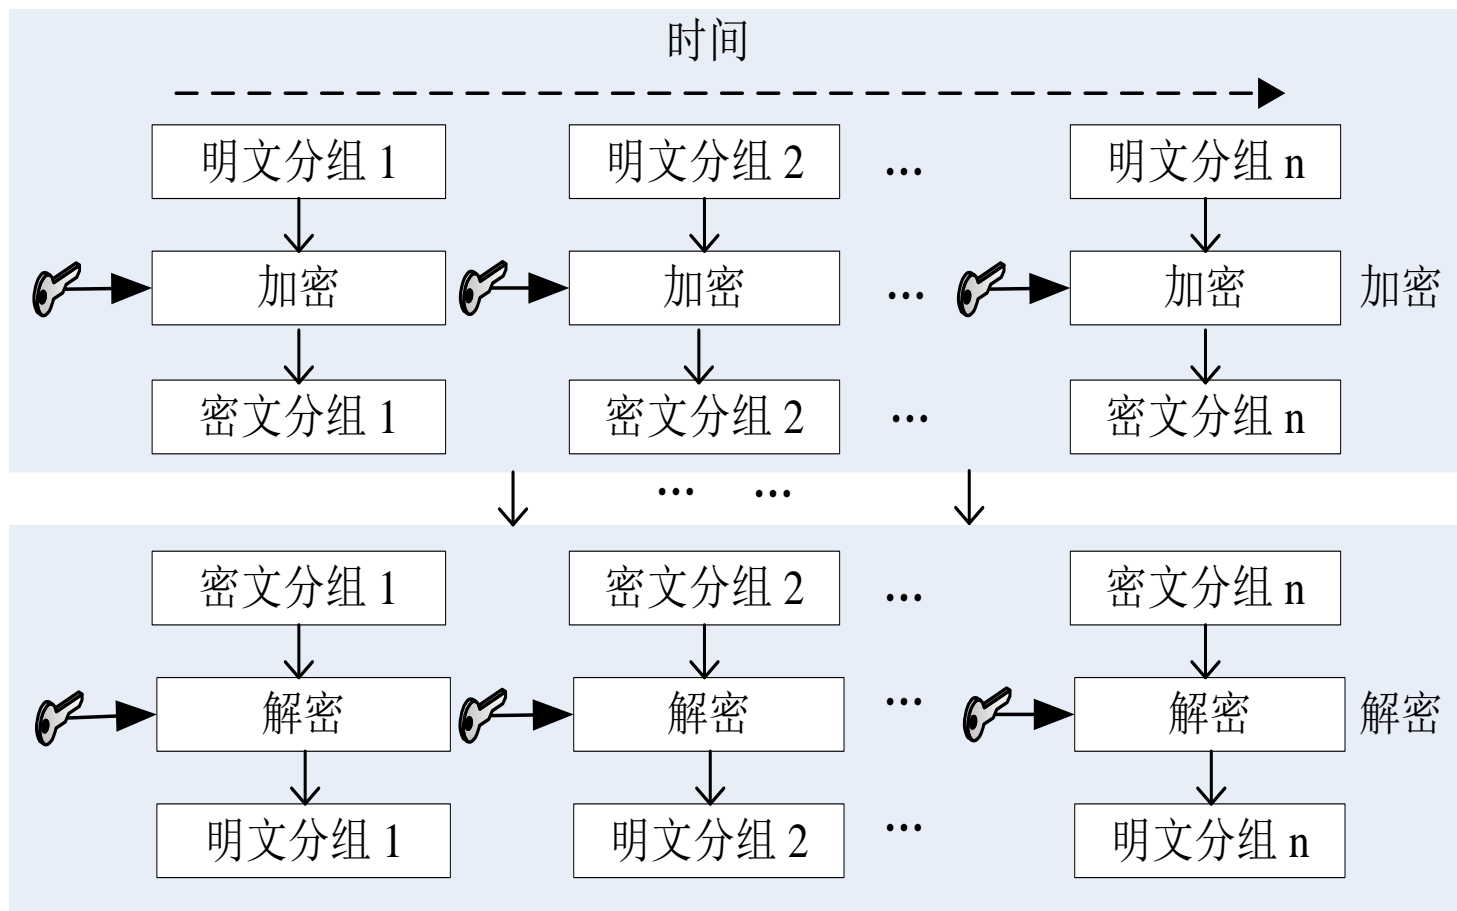 时间
明文分组 1 明文分组 2 ... 明文分组 n
加密 加密 ... 加密 加密
密文分组 1 密文分组 2 ... 密文分组 n
... ...
密文分组 1 密文分组 2 ... 密文分组 n
解密 解密 ... 解密 解密
明文分组 1 明文分组 2 ... 明文分组 n